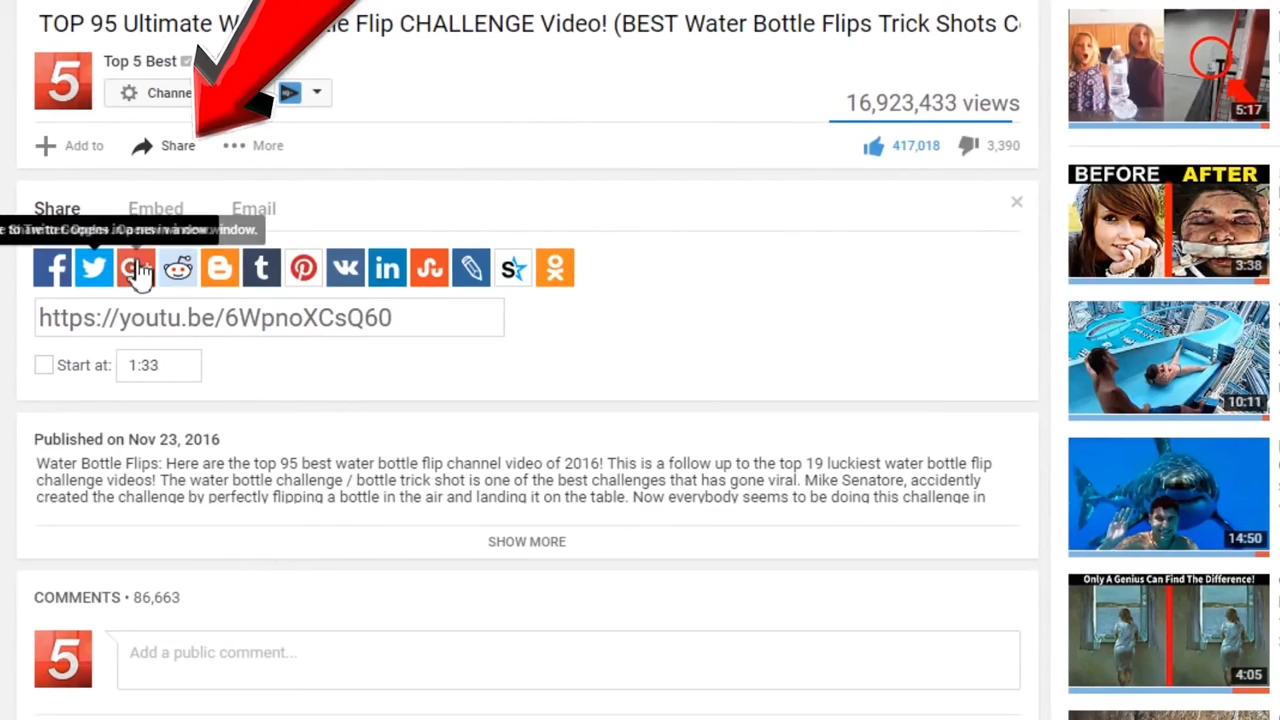 TOP 95 Ultimate W le Flip CHALLENGE Video! (BEST Water Bottle Flips Trick Shots C
5
Top 5 Best
Channe
16,923,433 views
Add to
Share
More
417,018
3,390
Share
Embed
Email
window.
https://youtu.be/6WpnoXCsQ60
Start at:
1:33
Published on Nov 23, 2016
Water Bottle Flips: Here are the top 95 best water bottle flip channel video of 2016! This is a follow up to the top 19 luckiest water bottle flip
challenge videos! The water bottle challenge / bottle trick shot is one of the best challenges that has gone viral. Mike Senatore, accidently
created the challenge by perfectly flipping a bottle in the air and landing it on the table. Now everybody seems to be doing this challenge in
SHOW MORE
COMMENTS • 86,663
5
Add a public comment...
5:17
BEFORE AFTER
3:38
10:11
14:50
Only A Genius Can Find The Difference!
4:05